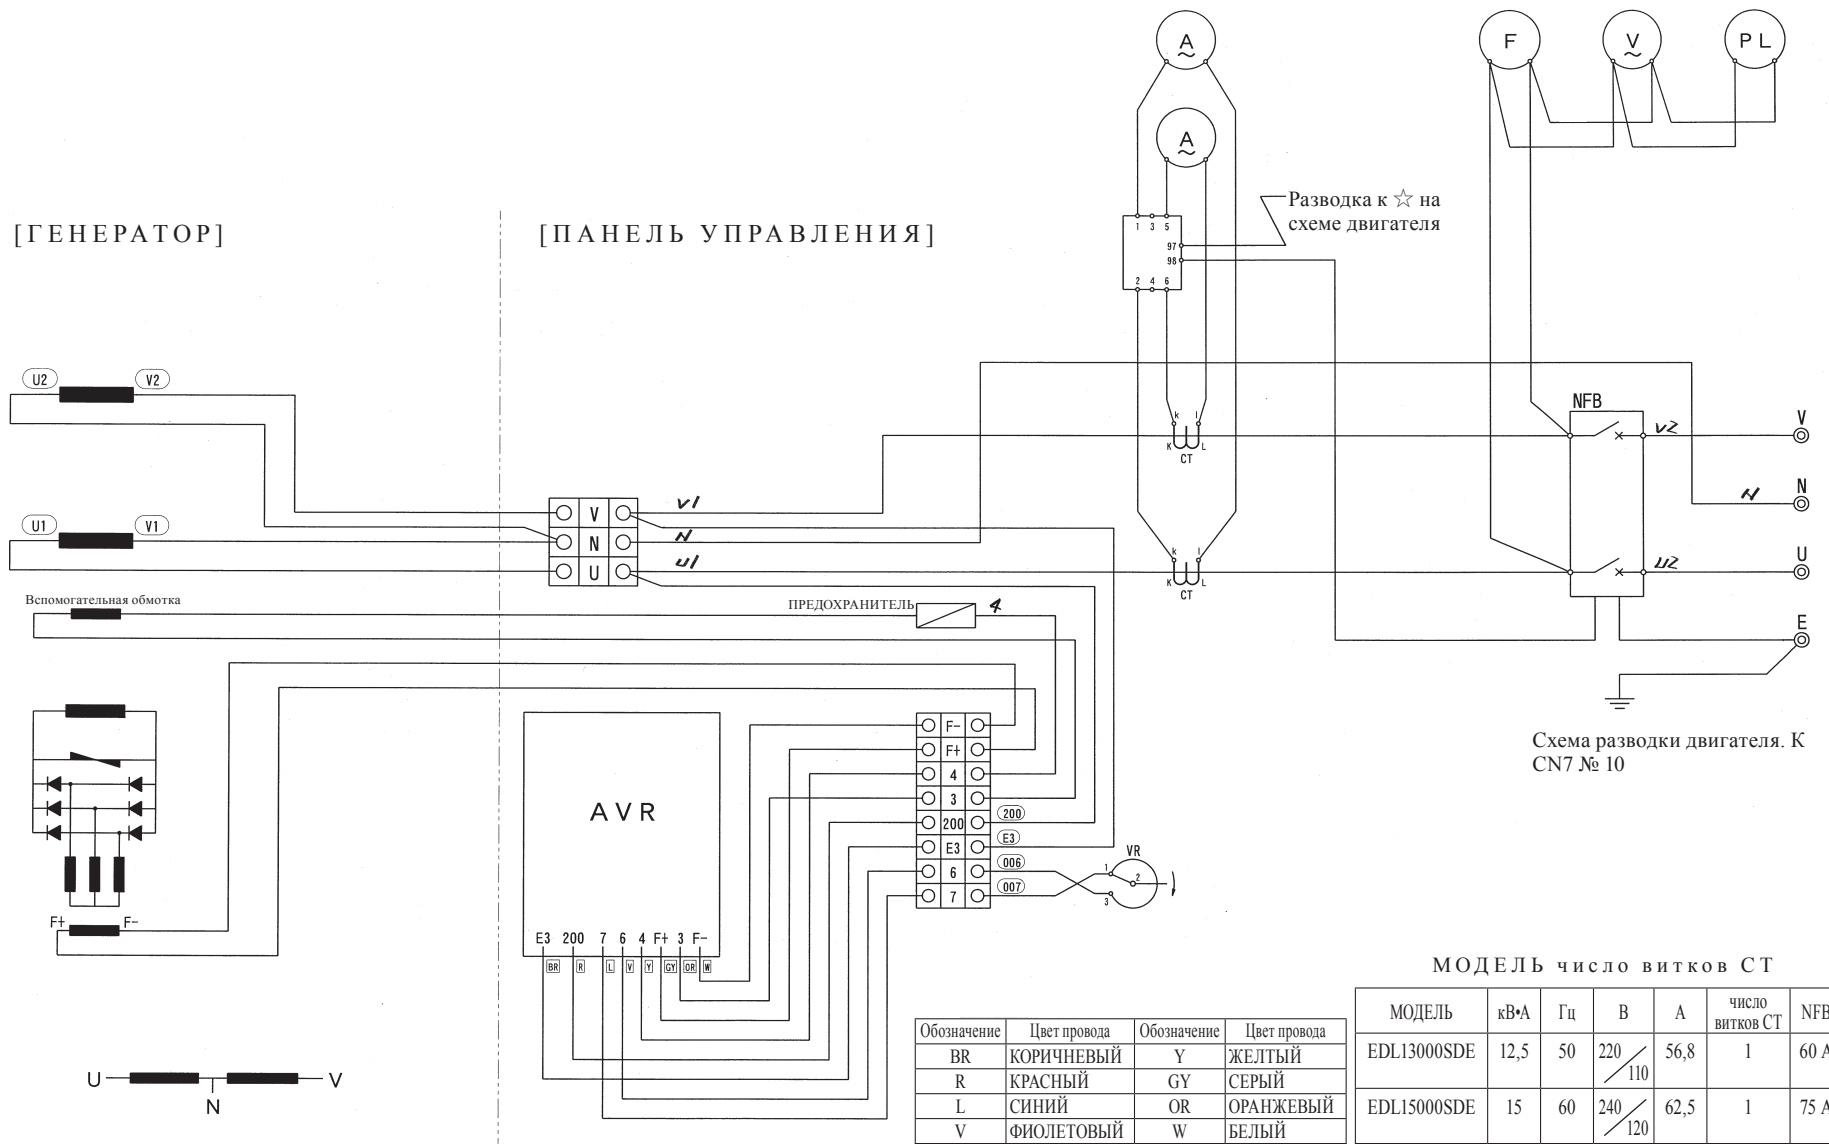 A
~
F
V
~
PL
A
~
Разводка к ☆ на
схеме двигателя
[ГЕНЕРАТОР]
[ПАНЕЛЬ УПРАВЛЕНИЯ]
1 3 5
97
98
2 4 6
U2 V2
k l
K L
CT
NFB
v2
V
U1 V1
V
v1
N
N
U
u1
N
N
k l
K L
CT
u2
U
Вспомогательная обмотка
ПРЕДОХРАНИТЕЛЬ
4
E
Схема разводки двигателя. К
CN7 № 10
AVR
F-
F+
4
3
200 200
E3 E3
6 006
7 007
VR
1
2
3
F+ F-
E3 200 7 6 4 F+ 3 F-
BR R L V Y GY OR W
U V
N
Обозначение Цвет провода Обозначение Цвет провода
BR КОРИЧНЕВЫЙ Y ЖЕЛТЫЙ
R КРАСНЫЙ GY СЕРЫЙ
L СИНИЙ OR ОРАНЖЕВЫЙ
V ФИОЛЕТОВЫЙ W БЕЛЫЙ
МОДЕЛЬ число витков СТ
МОДЕЛЬ кВ•А Гц В А число витков СТ NFB
EDL13000SDE 12,5 50 220/110 56,8 1 60 А
EDL15000SDE 15 60 240/120 62,5 1 75 А